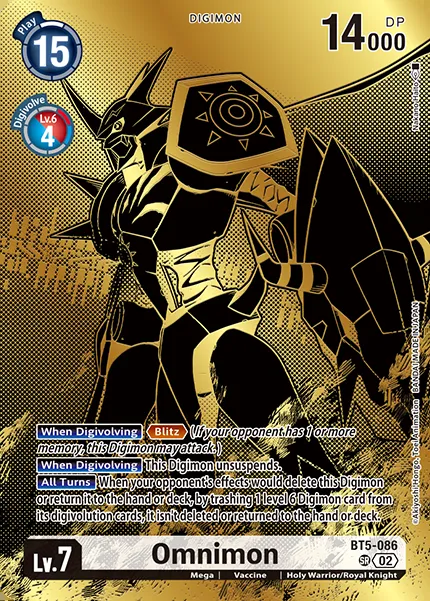 DIGIMON
Play
15
14000
DP
Digivolve
Lv.6
4
When Digivolving Blitz (If your opponent has 1 or more
memory, this Digimon may attack.)
When Digivolving This Digimon unsuspends.
All Turns When your opponent's effects would delete this Digimon
or return it to the hand or deck, by trashing 1 level 6 Digimon card from
its digivolution cards, it isn't deleted or returned to the hand or deck.
©Akiyoshi Hongo, Toei Animation BANDAI MADE IN JAPAN
BT5-086
Lv.7 Omnimon SR 02
Mega | Vaccine | Holy Warrior/Royal Knight